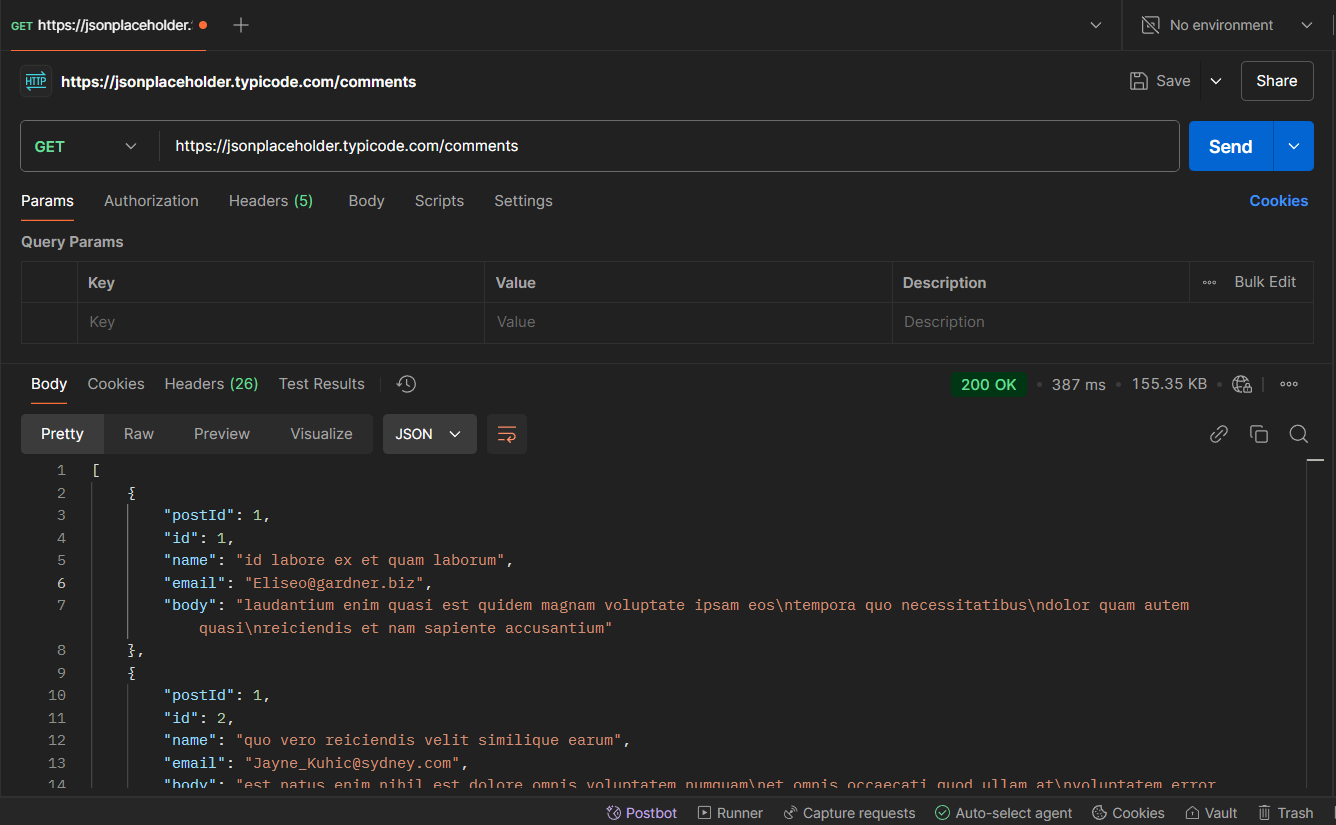 GET https://jsonplaceholder.
No environment
HTTP https://jsonplaceholder.typicode.com/comments
Save
Share
GET
https://jsonplaceholder.typicode.com/comments
Send
Params Authorization Headers (5) Body Scripts Settings
Cookies
Query Params
Key Value Description Bulk Edit
Key Value Description
Body Cookies Headers (26) Test Results
200 OK • 387 ms • 155.35 KB
Pretty Raw Preview Visualize JSON
1 [
2 {
3 "postId": 1,
4 "id": 1,
5 "name": "id labore ex et quam laborum",
6 "email": "Eliseo@gardner.biz",
7 "body": "laudantium enim quasi est quidem magnam voluptate ipsam eos\ntempora quo necessitatibus\ndolor quam autem
quasi\nreiciendis et nam sapiente accusantium"
8 },
9 {
10 "postId": 1,
11 "id": 2,
12 "name": "quo vero reiciendis velit similique earum",
13 "email": "Jayne_Kuhic@sydney.com",
14 "body": "est natus enim nihil est dolore omnis voluptatem numquam\net omnis occaecati quod ullam at\nvoluptatem error
Postbot Runner Capture requests Auto-select agent Cookies Vault Trash